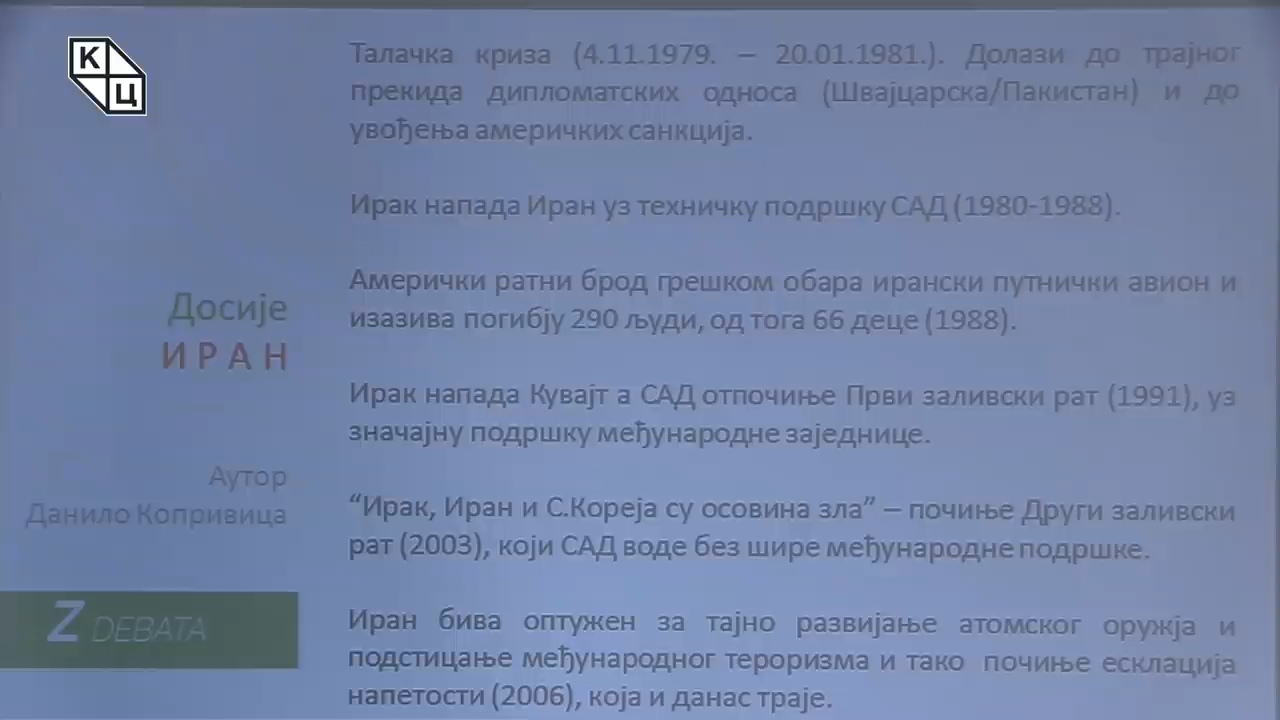 К
Ц
Талачка криза (4.11.1979. – 20.01.1981.). Долази до трајног
прекида дипломатских односа (Швајцарска/Пакистан) и до
увођења америчких санкција.
Ирак напада Иран уз техничку подршку САД (1980-1988).
Амерички ратни брод грешком обара ирански путнички авион и
изазива погибју 290 људи, од тога 66 деце (1988).
Ирак напада Кувајт а САД отпочиње Први заливски рат (1991), уз
значајну подршку међународне заједнице.
“Ирак, Иран и С.Кореја су осовина зла” – почиње Други заливски
рат (2003), који САД воде без шире међународне подршке.
Иран бива оптужен за тајно развијање атомског оружја и
подстицање међународног тероризма и тако почиње есклација
напетости (2006), која и данас траје.
Досије
ИРАН
Аутор
Данило Копривица
Z DEBATA